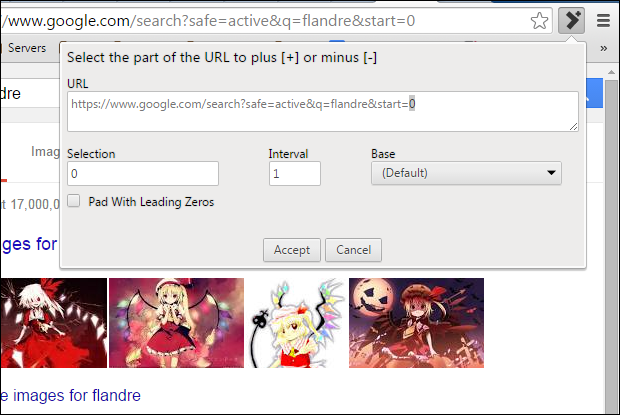 /www.google.com/search?safe=active&q=flandre&start=0
Servers
»
Select the part of the URL to plus [+] or minus [-]
URL
https://www.google.com/search?safe=active&q=flandre&start=0
dre
Imag
Selection
Interval
Base
0
1
(Default)
Pad With Leading Zeros
t 17,000,0
ges for
Accept
Cancel
e images for flandre